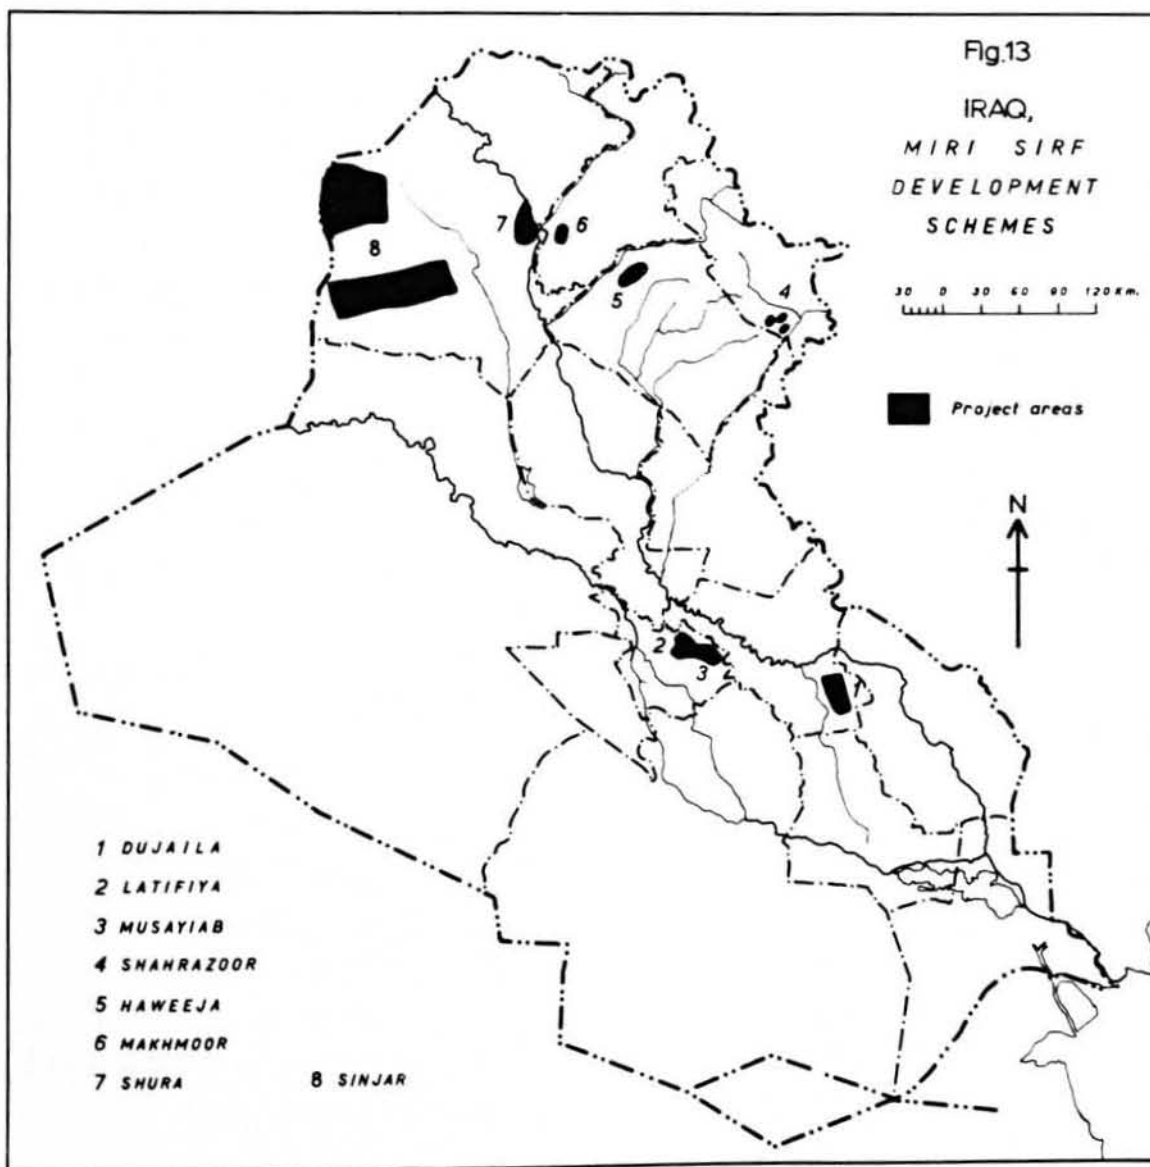 Fig.13
IRAQ,
MIRI SIRF
DEVELOPMENT
SCHEMES
30 0 30 60 90 120 Km.
Project areas
N
8
7
6
5
4
2
3
1
1 DUJAILA
2 LATIFIYA
3 MUSAYIAB
4 SHAHRAZOOR
5 HAWEEJA
6 MAKHMOOR
7 SHURA 8 SINJAR